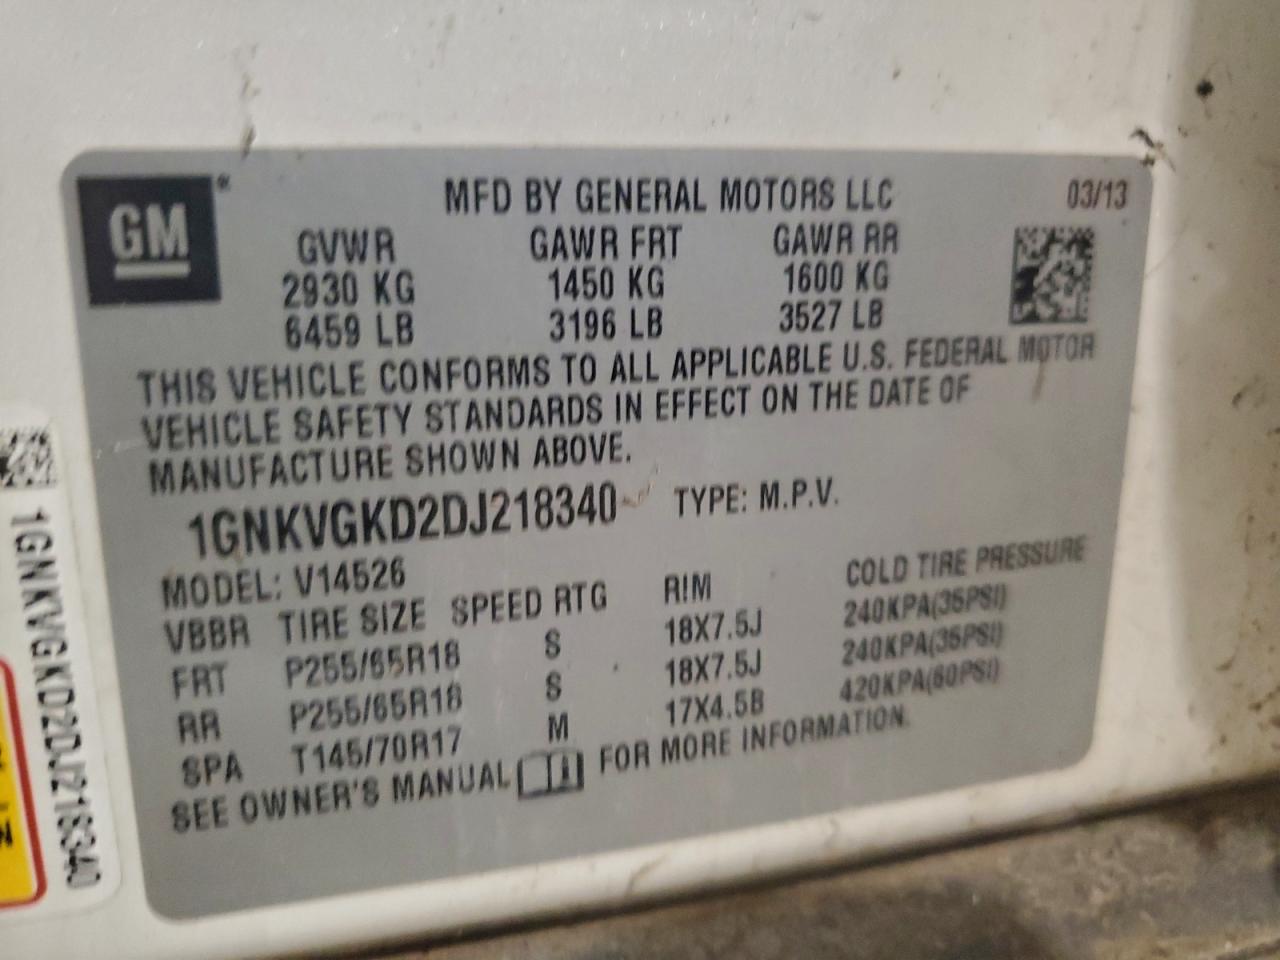 GM®
MFD BY GENERAL MOTORS LLC 03/13
GVWR GAWR FRT GAWR RR
2930 KG 1450 KG 1600 KG
6459 LB 3196 LB 3527 LB
THIS VEHICLE CONFORMS TO ALL APPLICABLE U.S. FEDERAL MOTOR
VEHICLE SAFETY STANDARDS IN EFFECT ON THE DATE OF
MANUFACTURE SHOWN ABOVE.
1GNKVGKD2DJ218340 TYPE: M.P.V.
MODEL: V14526
VBBR TIRE SIZE SPEED RTG RIM COLD TIRE PRESSURE
FRT P255/65R18 S 18X7.5J 240KPA(35PSI)
RR P255/65R18 S 18X7.5J 240KPA(35PSI)
SPA T145/70R17 M 17X4.5B 420KPA(60PSI)
SEE OWNER'S MANUAL FOR MORE INFORMATION.
1GNKVGKD2DJ218340